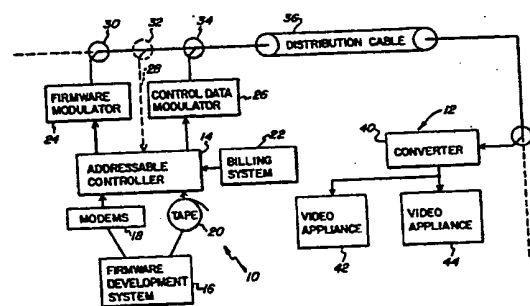 30
32
34
36
DISTRIBUTION CABLE
28
FIRMWARE
MODULATOR
24
CONTROL DATA
MODULATOR
26
12
40
CONVERTER
14
22
ADDRESSABLE
CONTROLLER
BILLING
SYSTEM
MODEMS
18
TAPE
20
VIDEO
APPLIANCE
42
VIDEO
APPLIANCE
44
10
FIRMWARE
DEVELOPMENT
SYSTEM
16